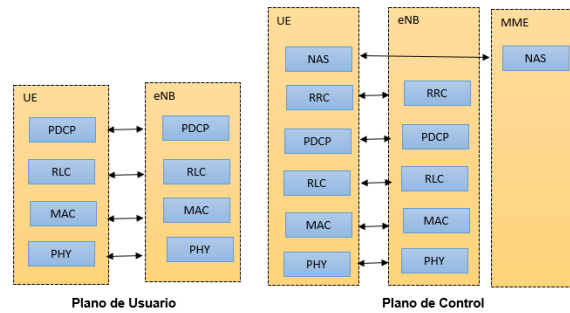 UE
eNB
PDCP
PDCP
RLC
RLC
MAC
MAC
PHY
PHY
Plano de Usuario
UE
eNB
MME
NAS
NAS
RRC
RRC
PDCP
PDCP
RLC
RLC
MAC
MAC
PHY
PHY
Plano de Control